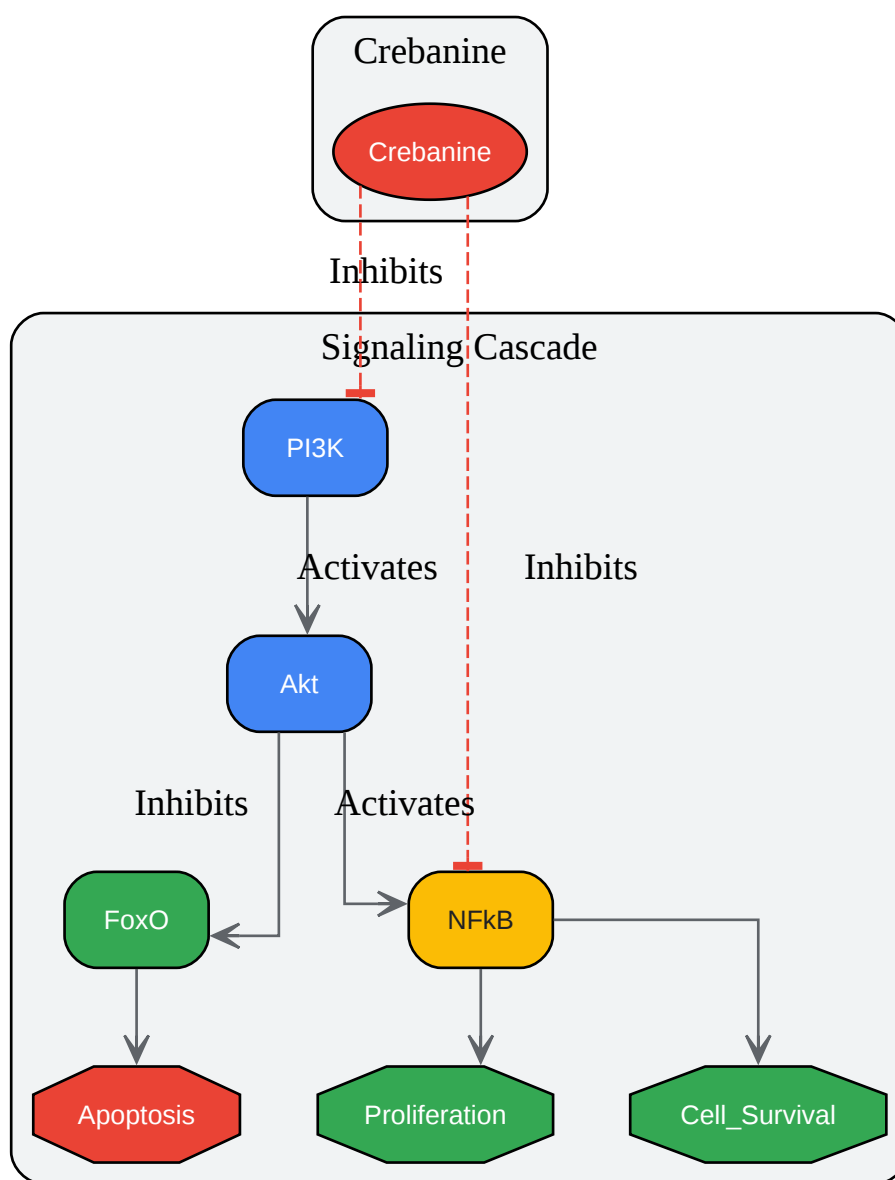 Crebanine
Crebanine
Inhibits
Signaling Cascade
PI3K
Activates
Inhibits
Akt
Inhibits
Activates
FoxO
NFkB
Apoptosis
Proliferation
Cell_Survival